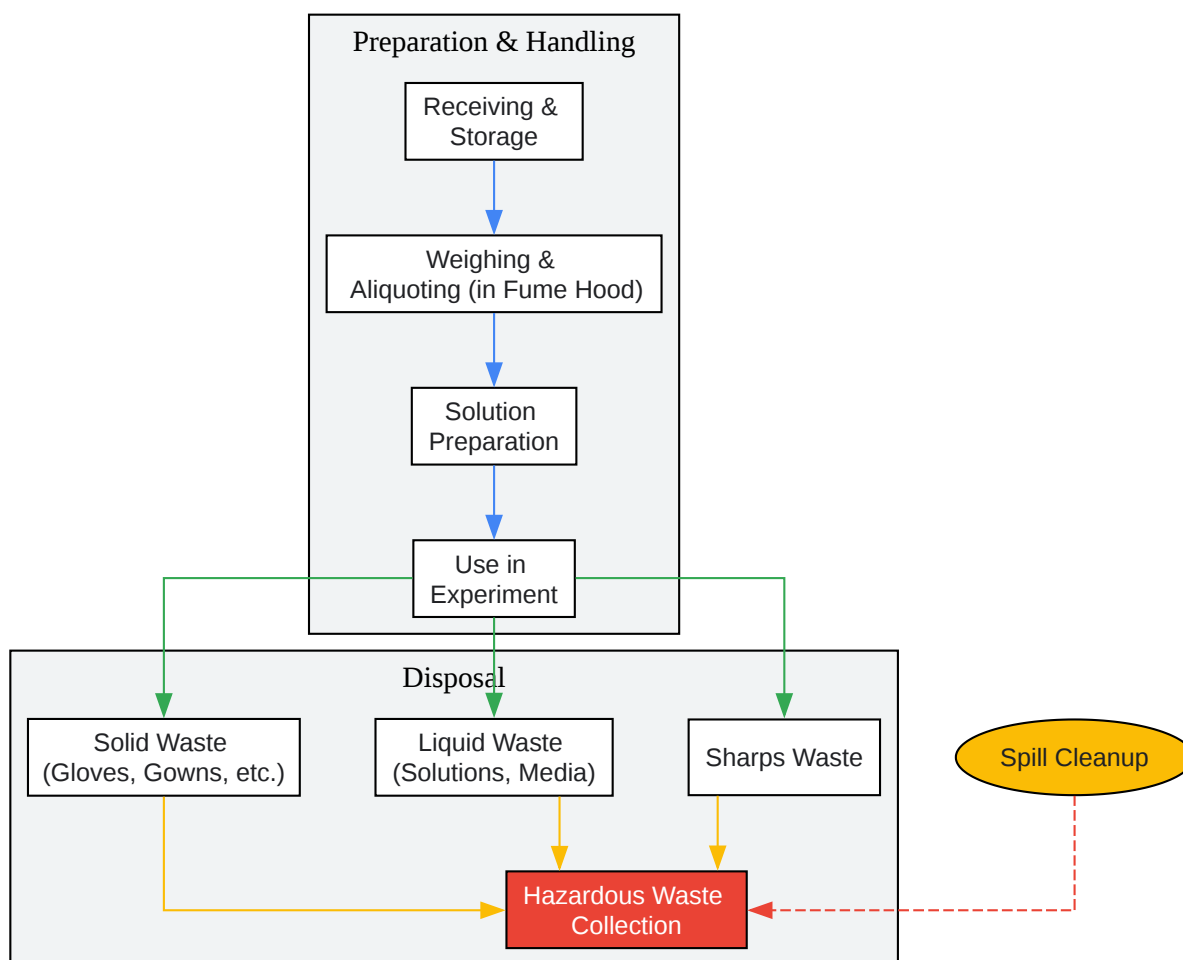 Preparation & Handling
Receiving &
Storage
Weighing &
Aliquoting (in Fume Hood)
Solution
Preparation
Use in
Experiment
Disposal
Solid Waste
(Gloves, Gowns, etc.)
Liquid Waste
(Solutions, Media)
Sharps Waste
Spill Cleanup
Hazardous Waste
Collection